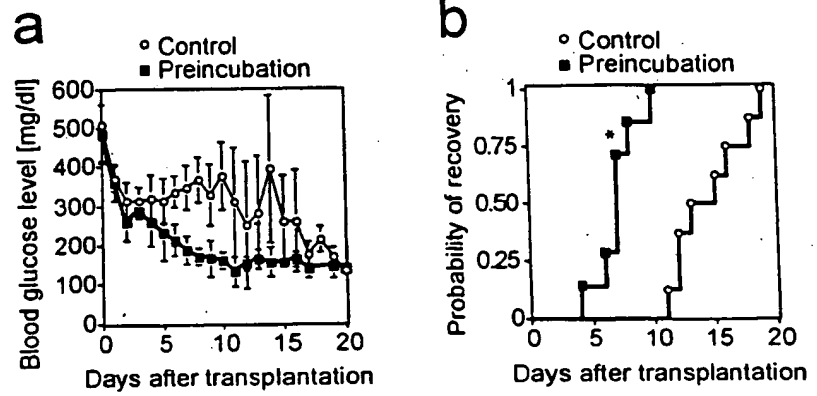 a
Control
Preincubation
Blood glucose level [mg/dl]
600
500
400
300
200
100
0
0 5 10 15 20
Days after transplantation
b
Control
Preincubation
Probability of recovery
1
0.75
0.50
0.25
0
*
0 5 10 15 20
Days after transplantation